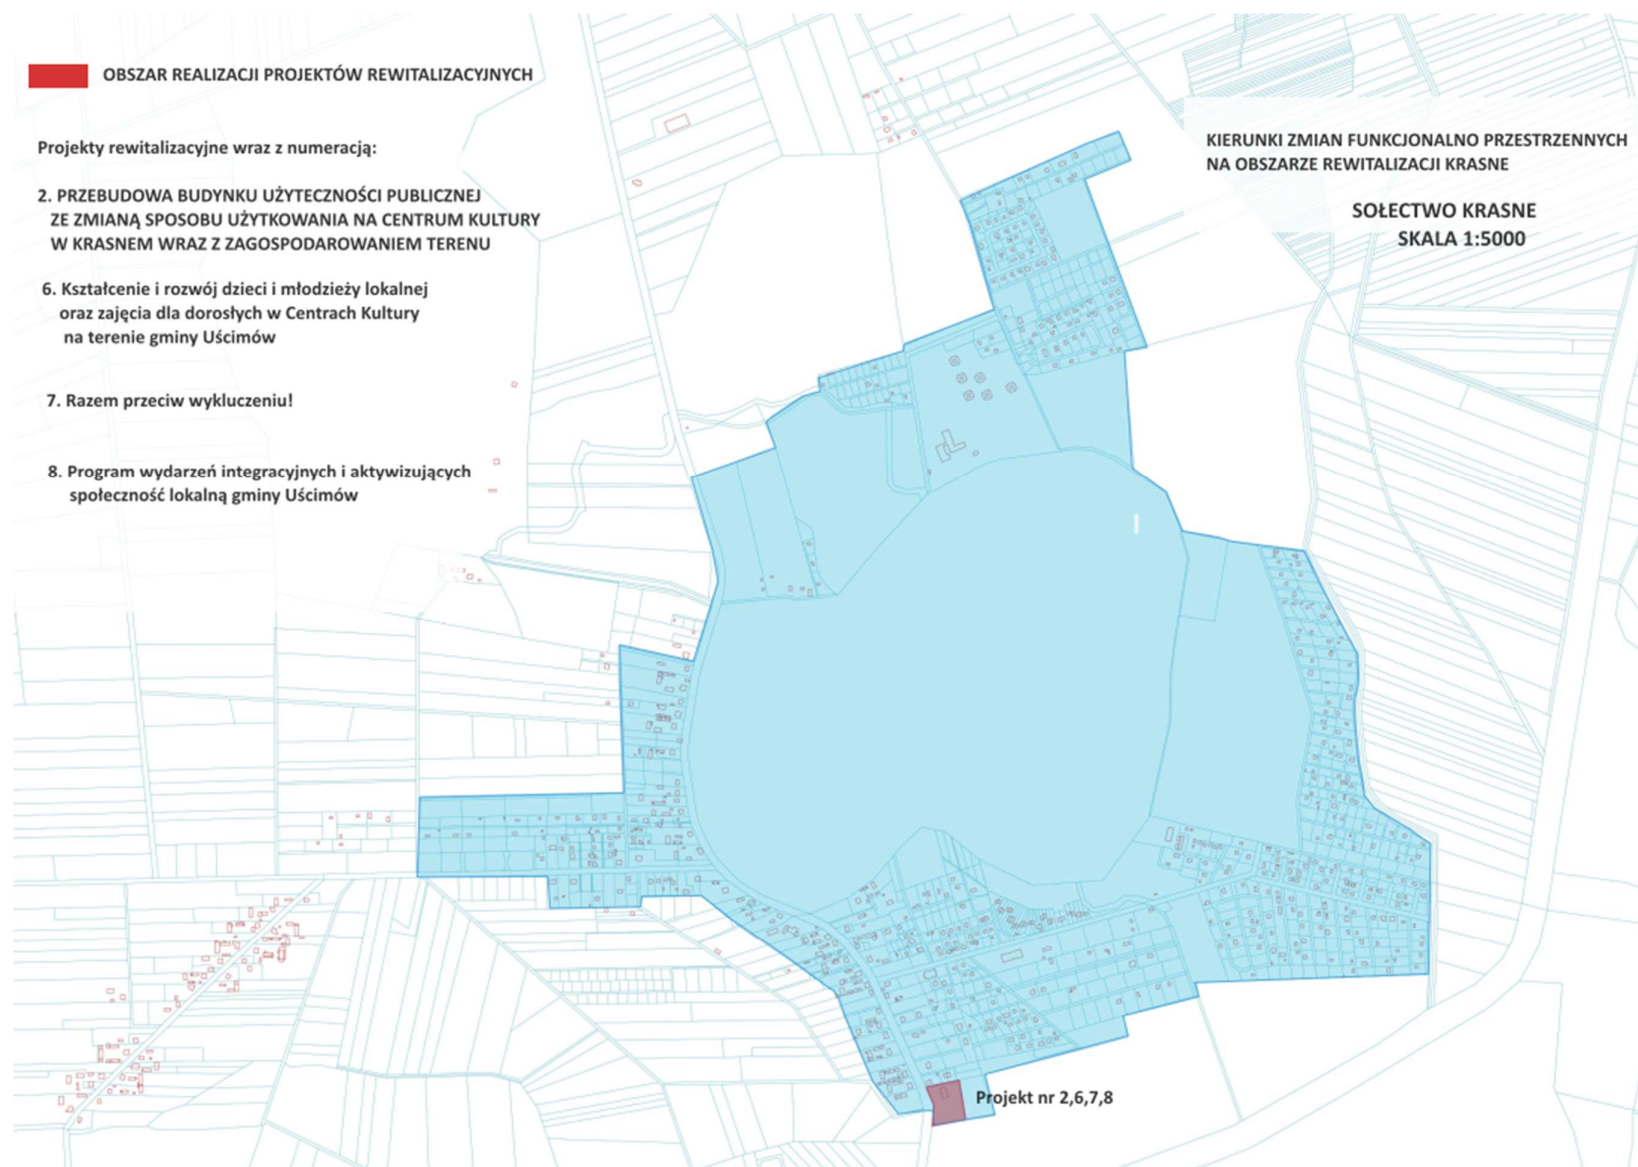 OBSZAR REALIZACJI PROJEKTÓW REWITALIZACYJNYCH
Projekty rewitalizacyjne wraz z numeracją:
2. PRZEBUDOWA BUDYNKU UŻYTECZNOŚCI PUBLICZNEJ
ZE ZMIANĄ SPOSOBU UŻYTKOWANIA NA CENTRUM KULTURY
W KRASNEM WRAZ Z ZAGOSPODAROWANIEM TERENU
6. Kształcenie i rozwój dzieci i młodzieży lokalnej
oraz zajęcia dla dorosłych w Centrach Kultury
na terenie gminy Uścimów
7. Razem przeciw wykluczeniu!
8. Program wydarzeń integracyjnych i aktywizujących
społeczność lokalną gminy Uścimów
KIERUNKI ZMIAN FUNKCJONALNO PRZESTRZENNYCH
NA OBSZARZE REWITALIZACJI KRASNE
SOŁECTWO KRASNE
SKALA 1:5000
Projekt nr 2,6,7,8